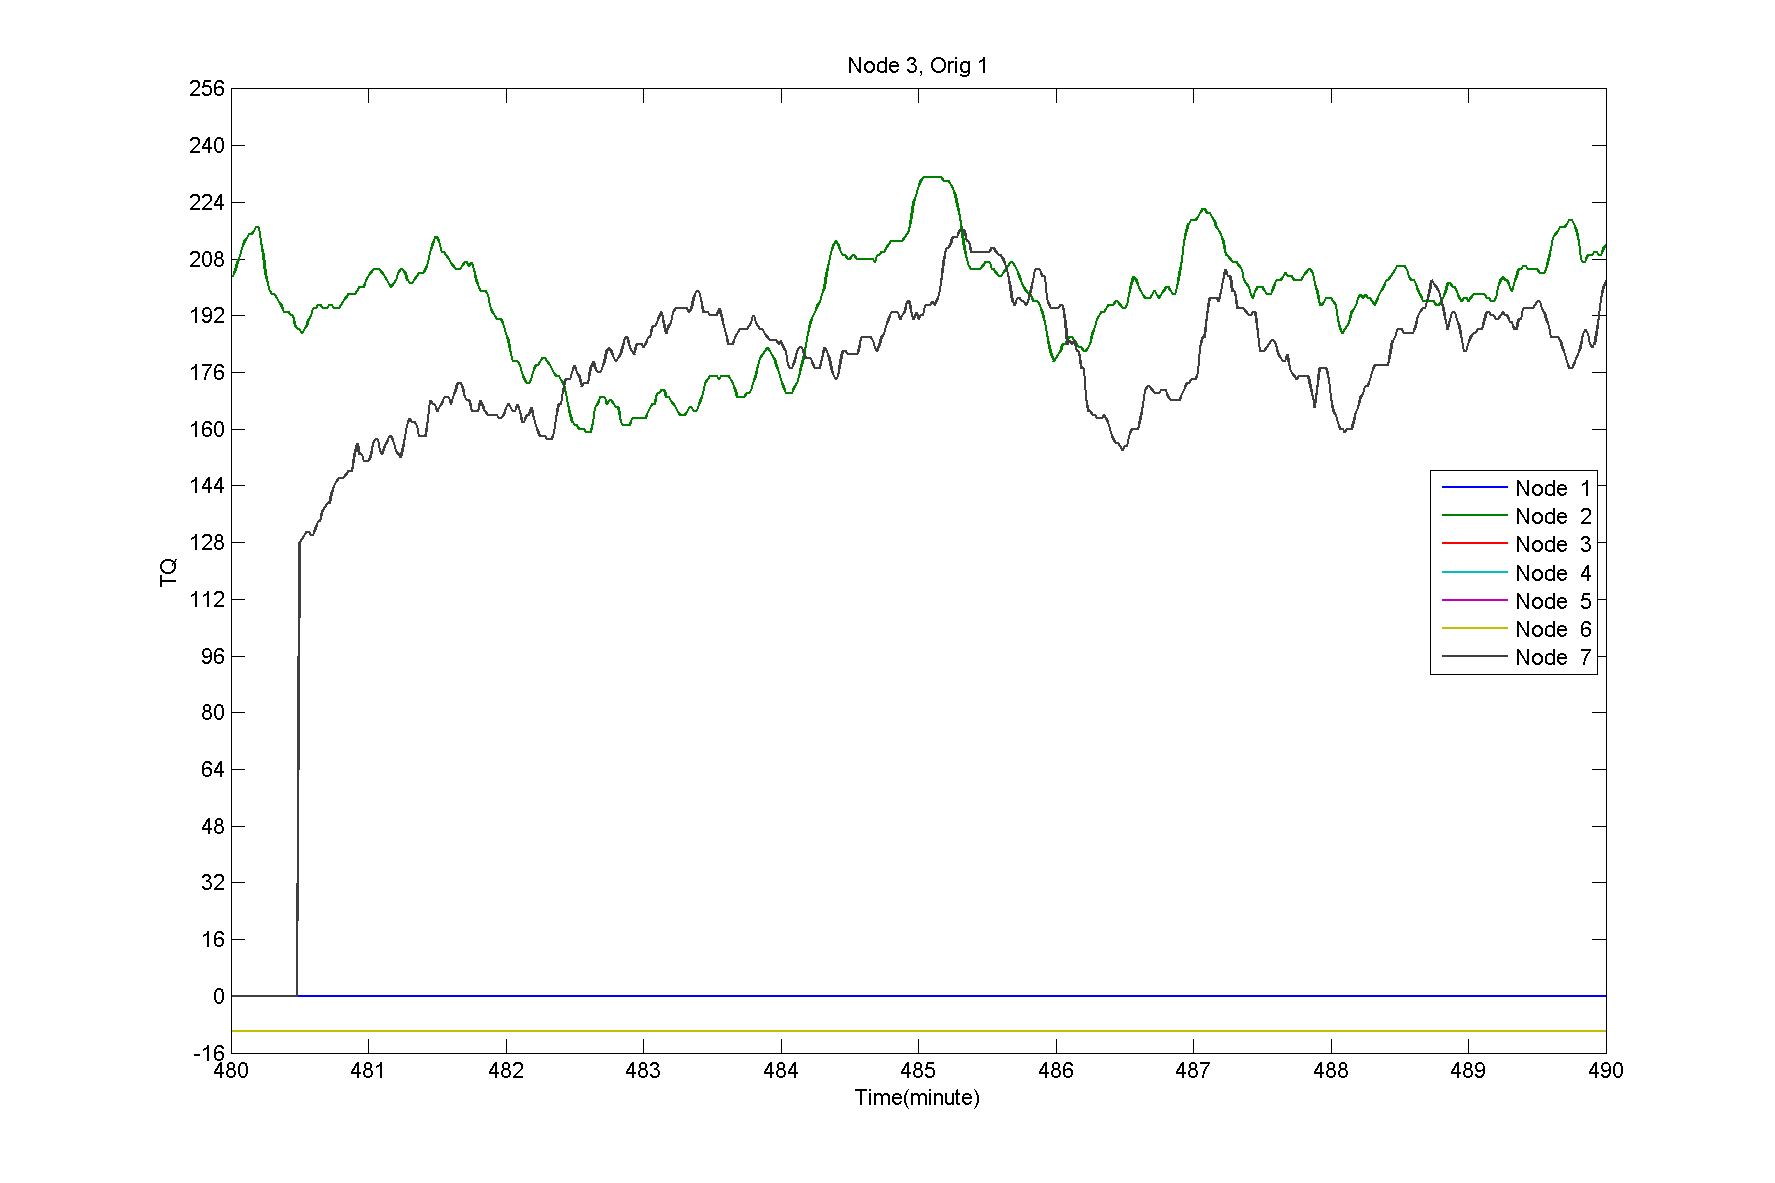 Node 3, Orig 1
256
240
224
208
192
176
160
144
128
112
96
80
64
48
32
16
0
-16
TQ
Node 1
Node 2
Node 3
Node 4
Node 5
Node 6
Node 7
480 481 482 483 484 485 486 487 488 489 490
Time(minute)